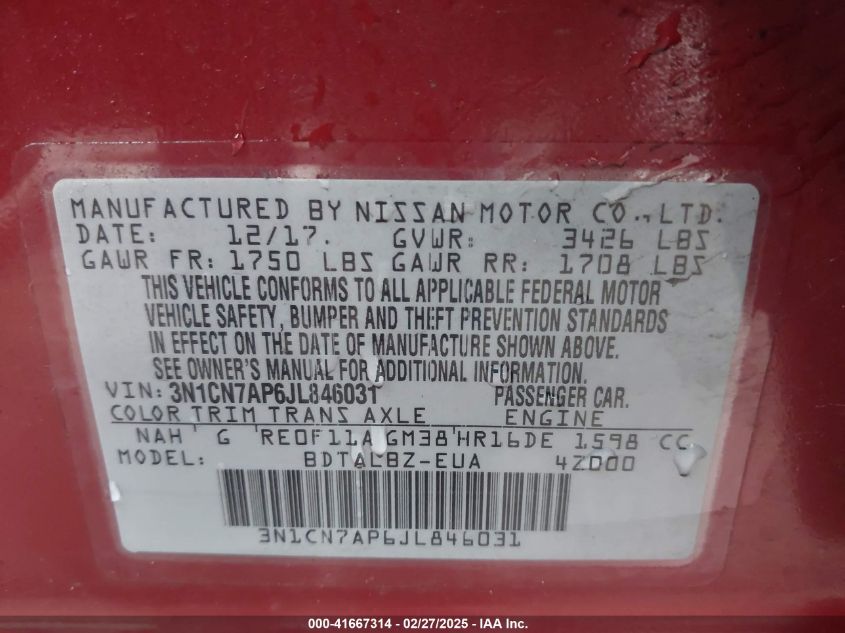 MANUFACTURED BY NISSAN MOTOR CO., LTD.
DATE: 12/17. GVWR: 3426 LBS
GAWR FR: 1750 LBS GAWR RR: 1708 LBS
THIS VEHICLE CONFORMS TO ALL APPLICABLE FEDERAL MOTOR
VEHICLE SAFETY, BUMPER AND THEFT PREVENTION STANDARDS
IN EFFECT ON THE DATE OF MANUFACTURE SHOWN ABOVE.
SEE OWNER'S MANUAL FOR ADDITIONAL INFORMATION.
VIN: 3N1CN7AP6JL846031 PASSENGER CAR.
COLOR TRIM TRANS AXLE ENGINE
NAH G RE0F11A GM38 HR16DE 1598 CC
MODEL: BDTALBZ-EUA 4Z000
3N1CN7AP6JL846031
000-41667314 - 02/27/2025 - IAA Inc.